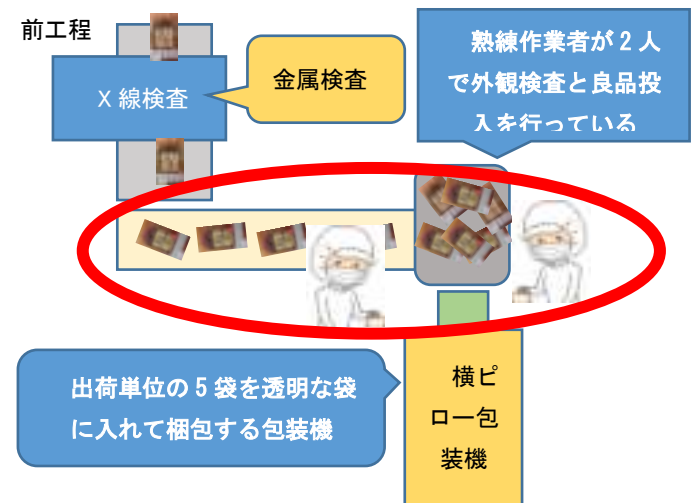 前工程
X 線検査
金属検査
熟練作業者が 2 人
で外観検査と良品投
入を行っている
出荷単位の 5 袋を透明な袋
に入れて梱包する包装機
横ピ
ロー包
装機